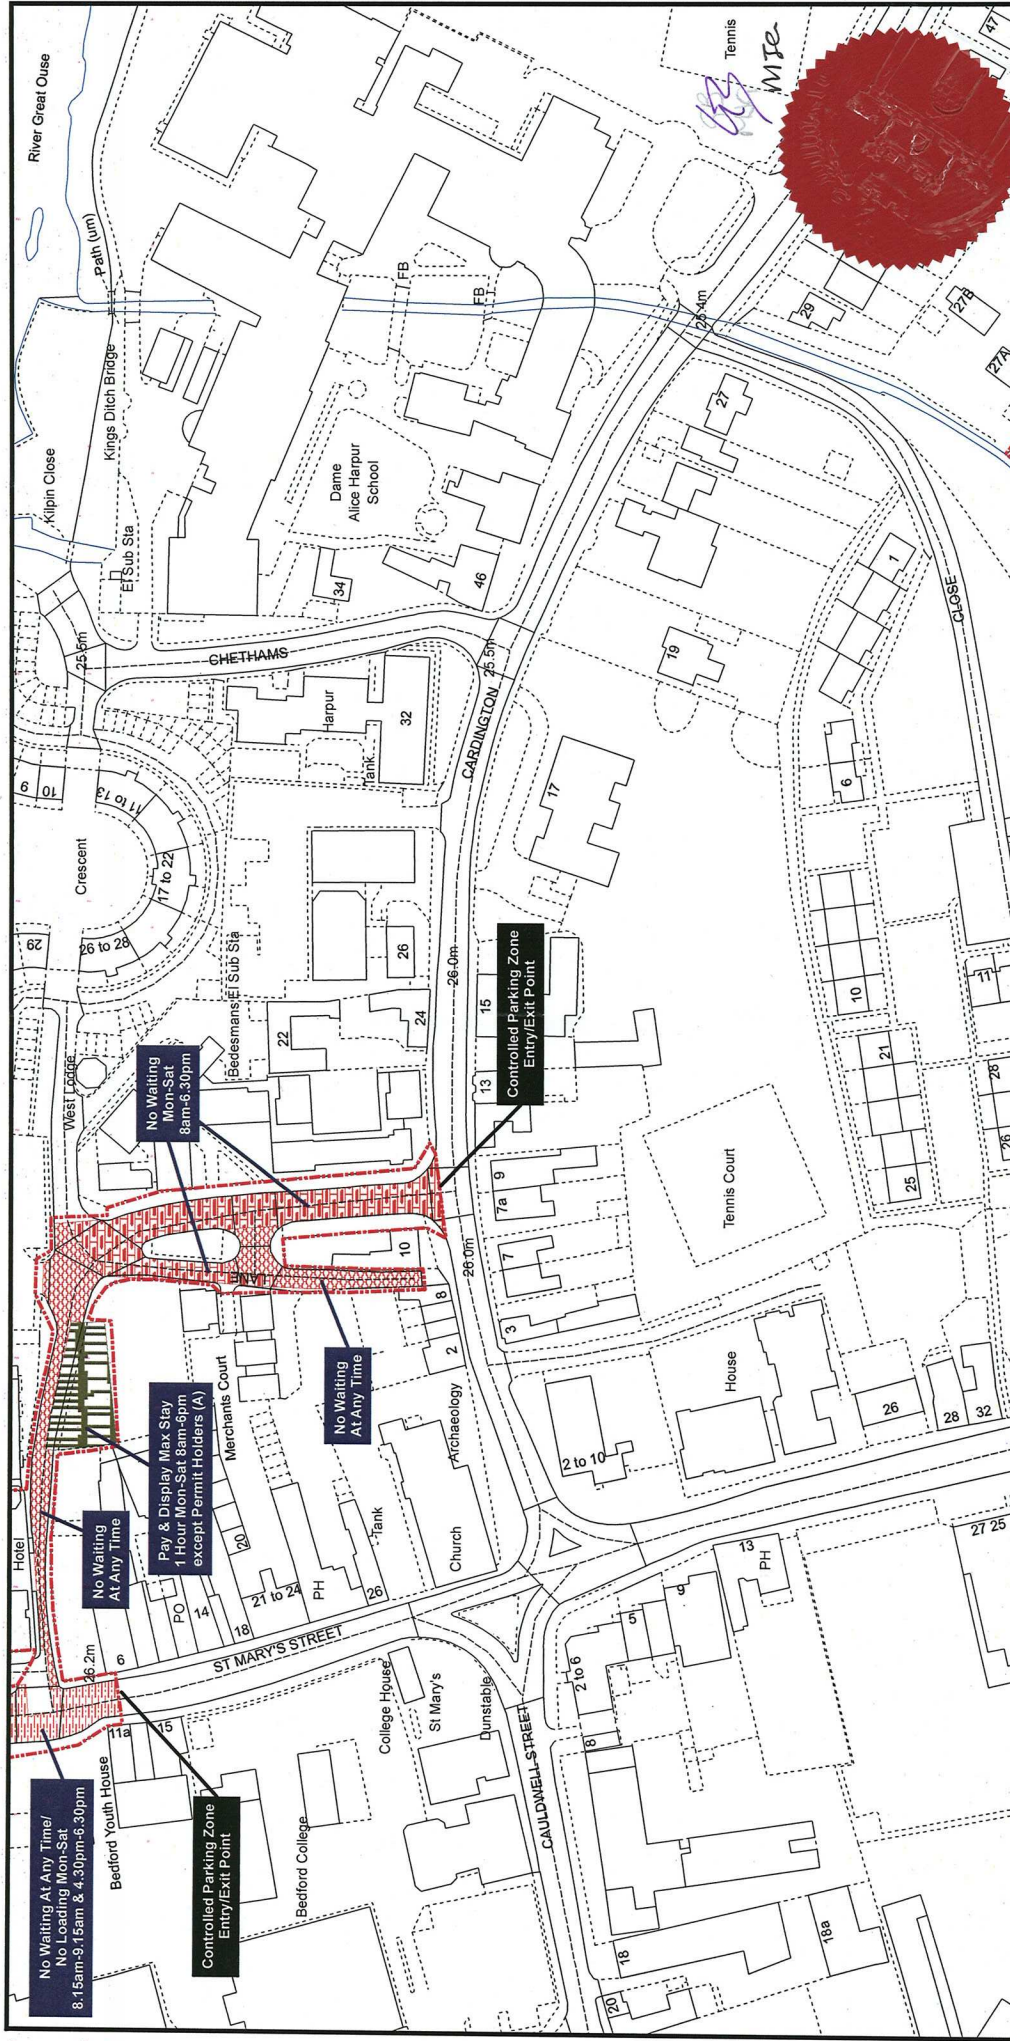 River Great Ouse
Path (um)
Kilpin Close
Kings Ditch Bridge
El Sub Sta
25.5m
CHETHAMS
34
46
Dame
Alice Harpur
School
FB
FB
Tennis
MJe
47
25.4m
29
27B
27A
27
1
CLOSE
19
25.5m
CARDINGTON
17
6
Harpur
Tank
32
9
10
11 to 13
Crescent
17 to 22
26 to 28
29
West Lodge
Bedesmans
El Sub Sta
22
24
26
26.0m
15
13
Controlled Parking Zone
Entry/Exit Point
No Waiting
Mon-Sat
8am-6.30pm
9
7a
7
3
26.0m
10
8
2
LANE
No Waiting
At Any Time
Tennis Court
10
21
25
11
28
26
House
26
28
32
2 to 10
Archaeology
Church
Merchants Court
Pay & Display Max Stay
1 Hour Mon-Sat 8am-6pm
except Permit Holders (A)
Hotel
No Waiting
At Any Time
PO
14
18
20
21 to 24
PH
26
Tank
26.2m
6
ST MARY'S STREET
11a
15
Bedford Youth House
No Waiting At Any Time/
No Loading Mon-Sat
8.15am-9.15am & 4.30pm-6.30pm
Controlled Parking Zone
Entry/Exit Point
Bedford College
College House
St Mary's
Dunstable
CAULDWELL STREET
2 to 6
5
9
8
13
PH
27 25
18
20
18a